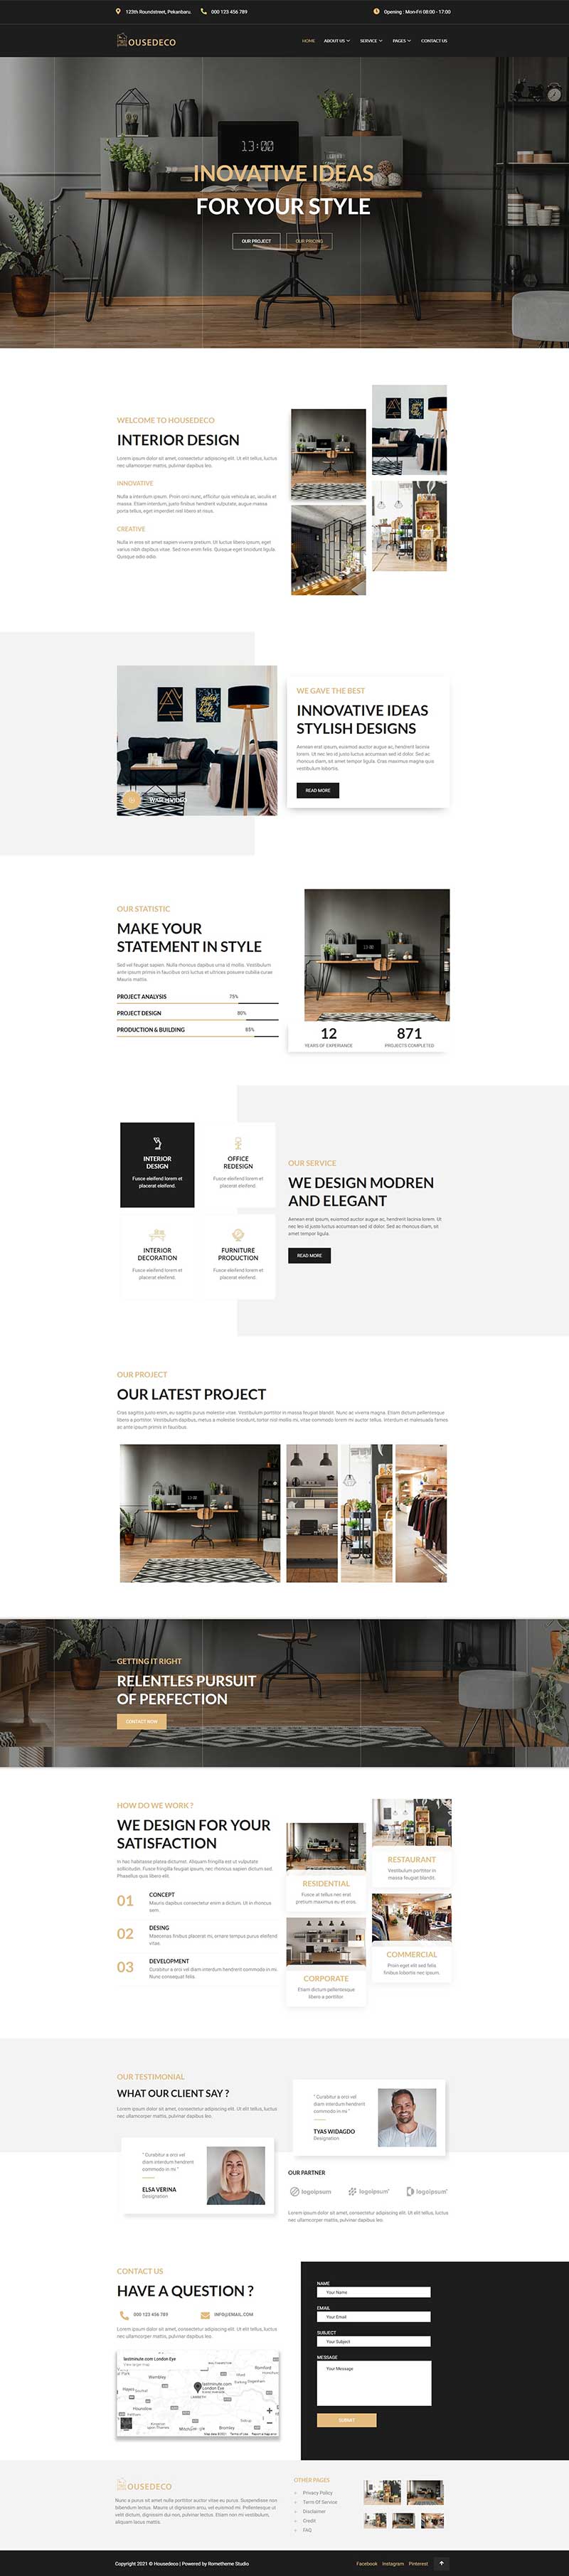 123th Roundstreet, Pekanbaru.
000 123 456 789
Opening : Mon-Fri 08:00 - 17:00
OUSEDECO
HOME
ABOUT US
SERVICE
PAGES
CONTACT US
13:00
INOVATIVE IDEAS
FOR YOUR STYLE
OUR PROJECT
OUR PRICING
WELCOME TO HOUSEDECO
INTERIOR DESIGN
Lorem ipsum dolor sit amet, consectetur adipiscing elit. Ut elit tellus, luctus
nec ullamcorper mattis, pulvinar dapibus leo.
INNOVATIVE
Nulla a interdum ipsum. Proin orci nunc, efficitur quis vehicula ac, iaculis et
massa. Etiam interdum, justo finibus hendrerit vulputate, augue massa
porta tellus, eget imperdiet nisl libero et risus.
CREATIVE
Nulla in eros sit amet sapien viverra pretium. Ut luctus libero ipsum, eget
varius nibh dapibus vitae. Sed non enim felis. Quisque eget tincidunt ligula.
Quisque odio odio
WE GAVE THE BEST
INNOVATIVE IDEAS
STYLISH DESIGNS
Aenean erat ipsum, euismod auctor augue ac, hendrerit lacinia
lorem. Ut nec leo id justo luctus accumsan sed id dolor. Sed ac
rhoncus diam, sit amet tempor ligula. Cras maximus magna quis
vestibulum lobortis.
READ MORE
OUR STATISTIC
MAKE YOUR
STATEMENT IN STYLE
Sed vel feugiat sapien. Nulla rhoncus dapibus urna id mollis. Vestibulum
ante ipsum primis in faucibus orci luctus et ultrices posuere cubilia curae
Mauris mattis
PROJECT ANALYSIS
75%
PROJECT DESIGN
80%
PRODUCTION & BUILDING
85%
12
871
YEARS OF EXPERIANCE
PROJECTS COMPLETED
INTERIOR
DESIGN
Fusce eleifend lorem et
placerat eleifend.
OFFICE
REDESIGN
Fusce eleifend lorem et
placerat eleifend.
INTERIOR
DECORATION
Fusce eleifend lorem et
placerat eleifend.
FURNITURE
PRODUCTION
Fusce eleifend lorem et
placerat eleifend.
OUR SERVICE
WE DESIGN MODREN
AND ELEGANT
Aenean erat ipsum, euismod auctor augue ac, hendrerit lacinia lorem. Ut
nec leo id justo luctus accumsan sed id dolor. Sed ac rhoncus diam, sit
amet tempor ligula.
READ MORE
OUR PROJECT
OUR LATEST PROJECT
Cras sagittis justo enim, eu sagittis purus molestie vitae. Vestibulum porttitor in massa feugiat blandit. Nunc ac viverra magna. Etiam dictum pellentesque
libero a porttitor. Vestibulum dapibus, metus a molestie tincidunt, tortor nisl mollis mi, vitae commodo lorem mi auctor tellus. Interdum et malesuada fames
ac ante ipsum primis in faucibus.
GETTING IT RIGHT
RELENTLES PURSUIT
OF PERFECTION
CONTACT NOW
HOW DO WE WORK ?
WE DESIGN FOR YOUR
SATISFACTION
In hac habitasse platea dictumst. Aliquam fringilla est ut vulputate
sollicitudin. Fusce fringilla feugiat ipsum, nec rhoncus sapien dictum sed.
Phasellus quis libero elit.
01
CONCEPT
Mauris dapibus consectetur enim a dictum. Ut in rhoncus
sem.
02
DESING
Maecenas finibus placerat mi, ornare tempus purus eleifend
vitae.
03
DEVELOPMENT
Curabitur a orci vel diam interdum hendrerit commodo in mi.
Nunc consequat felis.
RESIDENTIAL
Fusce at tellus nec erat
pretium maximus eu et eros.
CORPORATE
Etiam dictum pellentesque
libero a porttitor.
RESTAURANT
Vestibulum porttitor in
massa feugiat blandit.
COMMERCIAL
Proin eget elit sed felis
finibus lobortis nec ipsum.
OUR TESTIMONIAL
WHAT OUR CLIENT SAY ?
Lorem ipsum dolor sit amet, consectetur adipiscing elit. Ut elit tellus, luctus
nec ullamcorper mattis, pulvinar dapibus leo.
" Curabitur a orci vel
diam interdum hendrerit
commodo in mi "
ELSA VERINA
Designation
" Curabitur a orci vel
diam interdum hendrerit
commodo in mi "
TYAS WIDAGDO
Designation
OUR PARTNER
logoipsum
logoipsum
logoipsum
Lorem ipsum dolor sit amet, consectetur adipiscing elit. Ut elit tellus, luctus
nec ullamcorper mattis, pulvinar dapibus leo.
CONTACT US
HAVE A QUESTION ?
000 123 456 789
INFO@EMAIL.COM
Lorem ipsum dolor sit amet, consectetur adipiscing elit. Ut elit tellus, luctus
nec ullamcorper mattis, pulvinar dapibus leo.
lastminute.com London Eye
View larger map
Wembley
Romford
Ilford
Hayes
lastminute.com
London Eye
Dartford
Hounslow
Bromley
NAME
Your Name
EMAIL
Your Email
SUBJECT
Your Subject
MESSAGE
Your Message
SUBMIT
OUSEDECO
Nunc a purus sit amet nulla porttitor auctor vitae eu purus. Suspendisse non
bibendum lectus. Mauris ut dignissim arcu, vel euismod mi. Pellentesque ut
velit dictum, dignissim dui non, pulvinar lectus. Etiam non mi vestibulum,
aliquam lacus mattis.
OTHER PAGES
Privacy Policy
Term Of Service
Disclaimer
Credit
FAQ
Copyright 2021 © Housedeco | Powered by Rometheme Studio
Facebook
Instagram
Pinterest